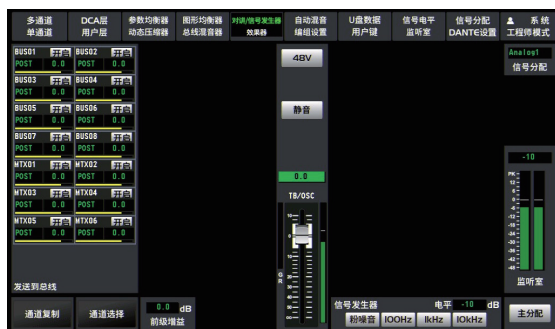 多通道 DCA层 参数均衡器 图形均衡器 对讲/信号发生器 自动混音 U盘数据 信号电平 信号分配 系统
单通道 用户层 动态压缩器 总线混音器 效果器 编组设置 用户键 监听室 DANTE设置 工程师模式
BUS01 开启 BUS02 开启
POST 0.0 POST 0.0
BUS03 开启 BUS04 开启
POST 0.0 POST 0.0
BUS05 开启 BUS06 开启
POST 0.0 POST 0.0
BUS07 开启 BUS08 开启
POST 0.0 POST 0.0
MTX01 开启 MTX02 开启
POST 0.0 POST 0.0
MTX03 开启 MTX04 开启
POST 0.0 POST 0.0
MTX05 开启 MTX06 开启
POST 0.0 POST 0.0
发送到总线
通道复制 通道选择
0.0 dB
前级增益
48V
静音
0.0
TB/OSC
GR
信号发生器 电平 -10 dB
粉噪音 100Hz 1kHz 10kHz
Analog1
信号分配
-10
PK
12
6
0
监听室
主分配